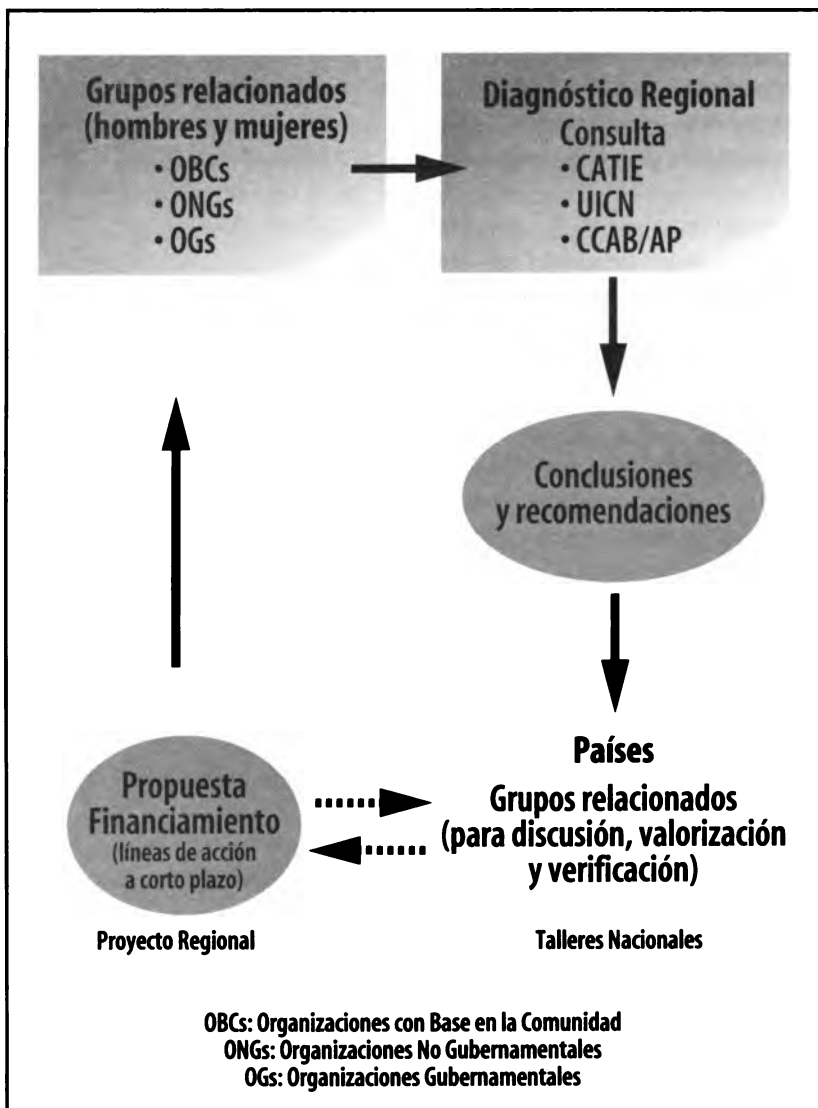 Grupos relacionados
(hombres y mujeres)
• OBCs
• ONGs
• OGs
Diagnóstico Regional
Consulta
• CATIE
• UICN
• CCAB/AP
Conclusiones
y recomendaciones
Países
Grupos relacionados
(para discusión, valorización
y verificación)
Talleres Nacionales
Propuesta
Financiamiento
(líneas de acción
a corto plazo)
Proyecto Regional
OBCs: Organizaciones con Base en la Comunidad
ONGs: Organizaciones No Gubernamentales
OGs: Organizaciones Gubernamentales